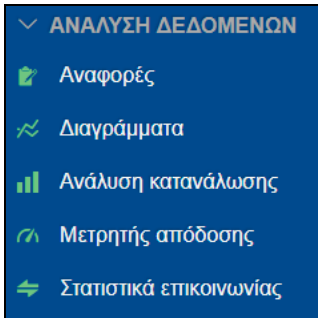 ΑΝΑΛΥΣΗ ΔΕΔΟΜΕΝΩΝ
Αναφορές
Διαγράμματα
Ανάλυση κατανάλωσης
Μετρητής απόδοσης
Στατιστικά επικοινωνίας